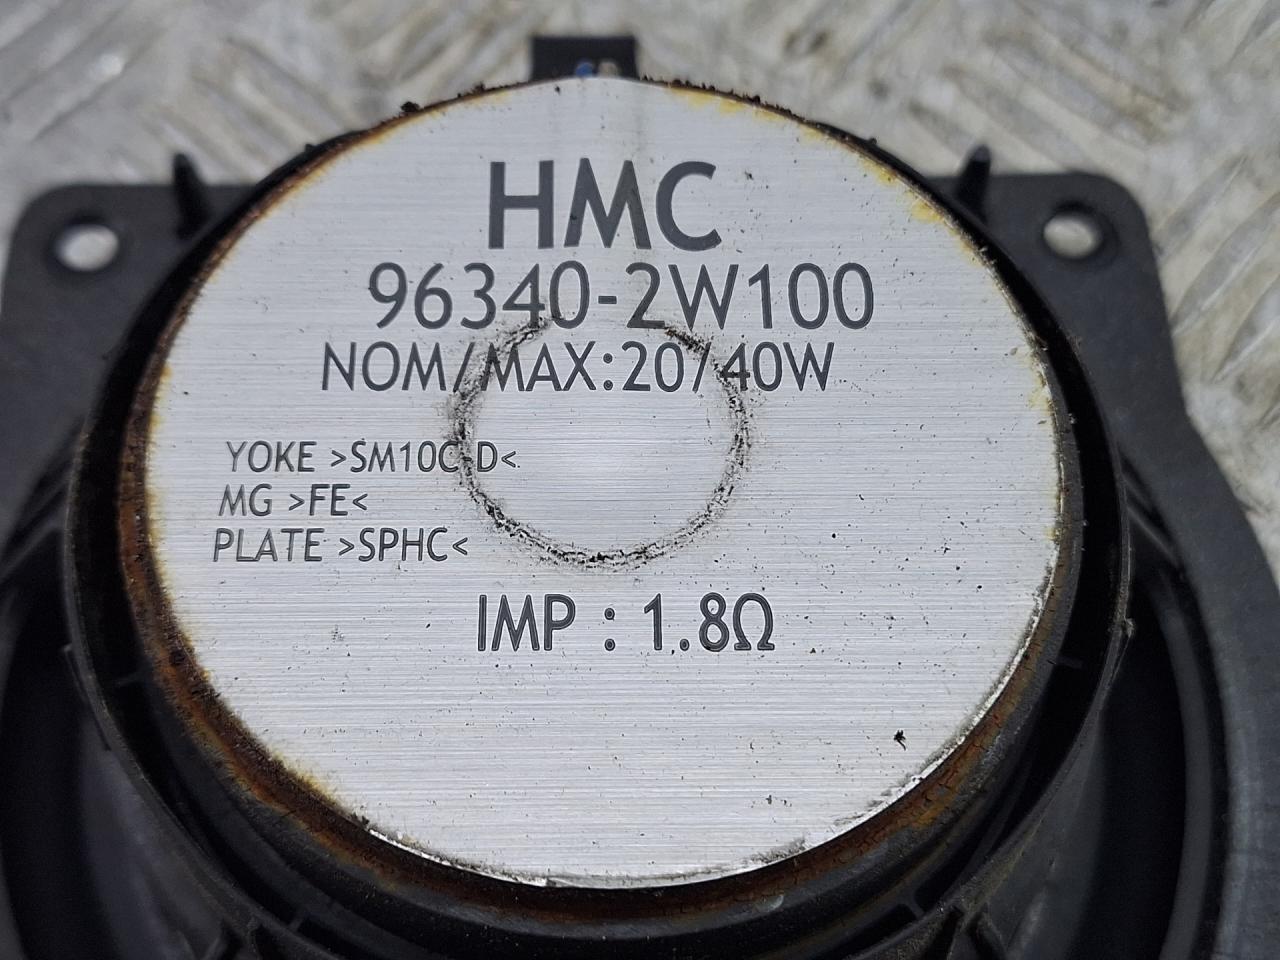 HMC
96340-2W100
NOM/MAX:20/40W
YOKE >SM10C D<
MG >FE<
PLATE >SPHC<
IMP : 1.8Ω